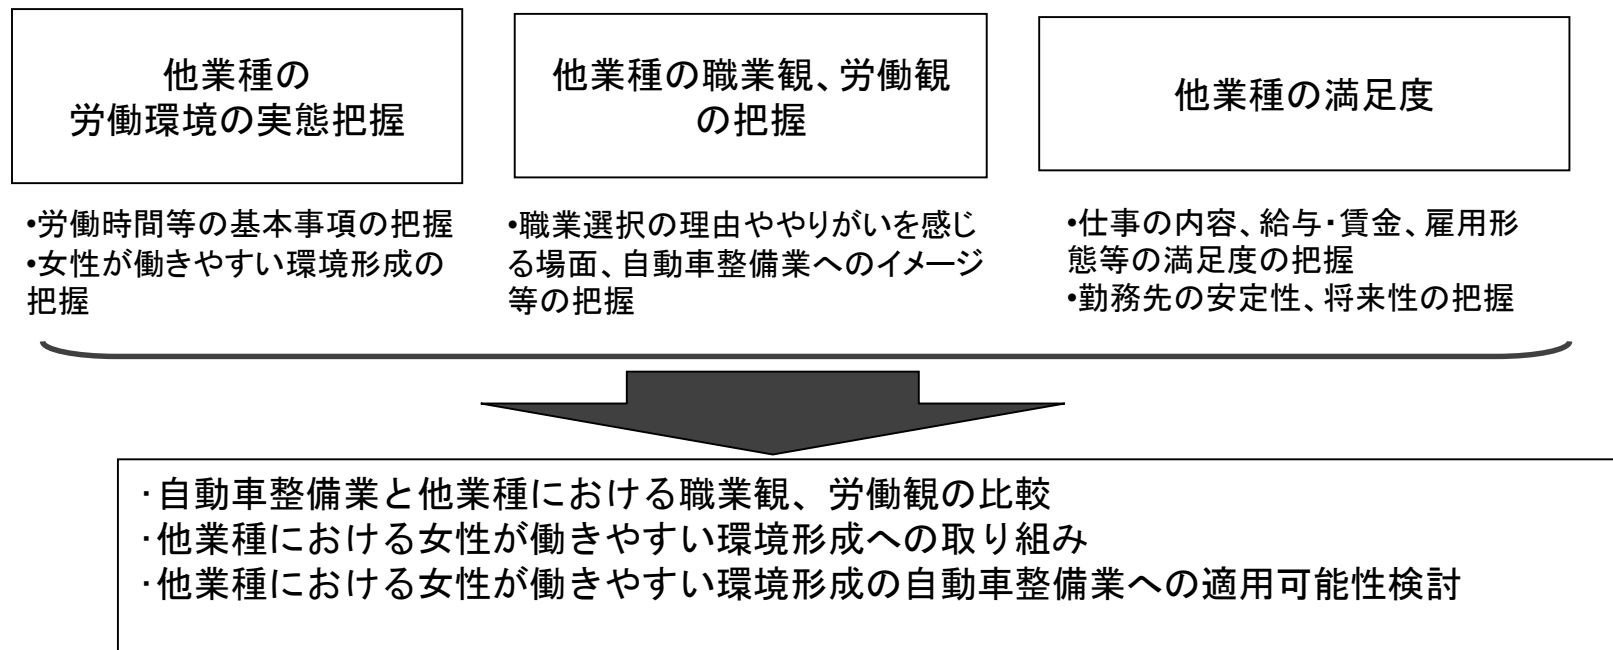 他業種の
労働環境の実態把握
•労働時間等の基本事項の把握
•女性が働きやすい環境形成の
把握
他業種の職業観、労働観
の把握
•職業選択の理由ややりがいを感じ
る場面、自動車整備業へのイメージ
等の把握
他業種の満足度
•仕事の内容、給与・賃金、雇用形
態等の満足度の把握
•勤務先の安定性、将来性の把握
・自動車整備業と他業種における職業観、労働観の比較
・他業種における女性が働きやすい環境形成への取り組み
・他業種における女性が働きやすい環境形成の自動車整備業への適用可能性検討